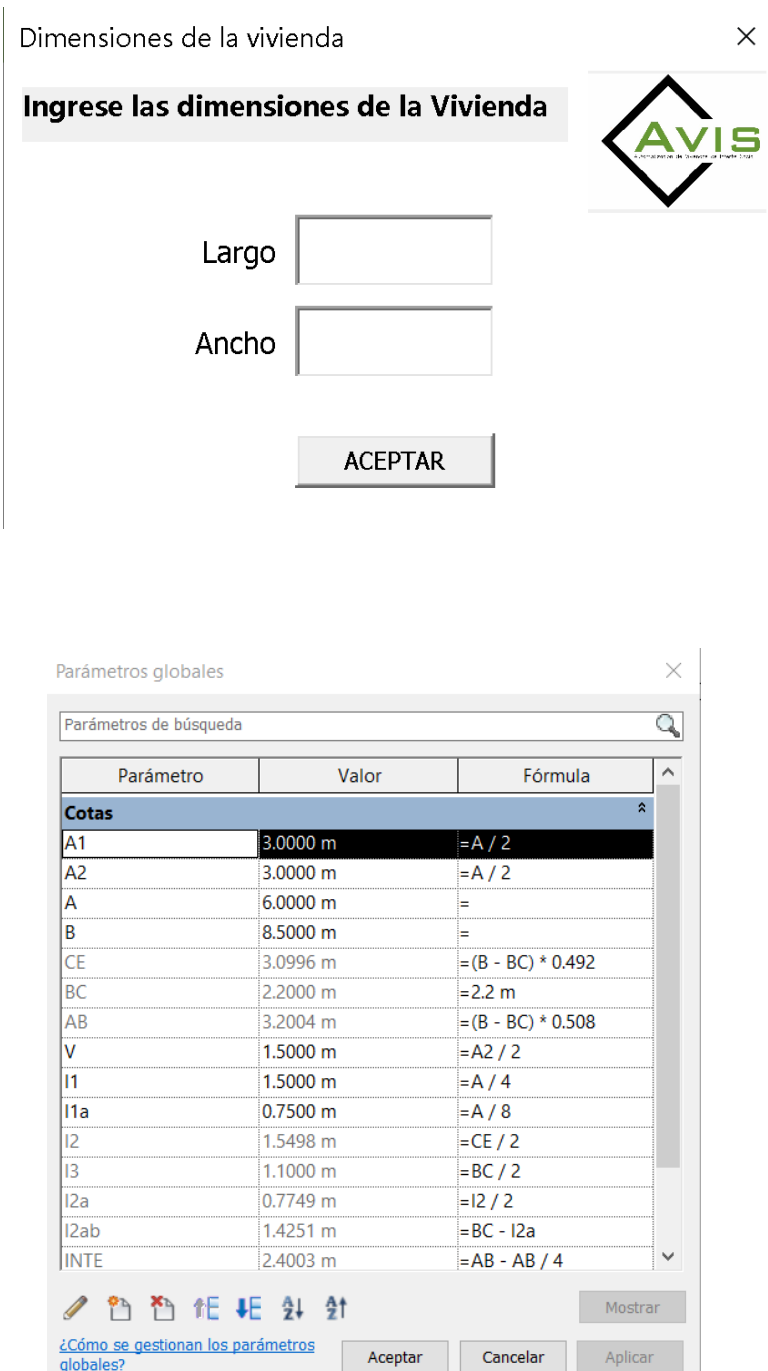 Dimensiones de la vivienda
Ingrese las dimensiones de la Vivienda
AVIS
Largo
Ancho
ACEPTAR
Parámetros globales
Parámetros de búsqueda
Parámetro Valor Fórmula
Cotas
A1 3.0000 m =A / 2
A2 3.0000 m =A / 2
A 6.0000 m =
B 8.5000 m =
CE 3.0996 m =(B - BC) * 0.492
BC 2.2000 m =2.2 m
AB 3.2004 m =(B - BC) * 0.508
V 1.5000 m =A2 / 2
I1 1.5000 m =A / 4
I1a 0.7500 m =A / 8
I2 1.5498 m =CE / 2
I3 1.1000 m =BC / 2
I2a 0.7749 m =I2 / 2
I2ab 1.4251 m =BC - I2a
INTE 2.4003 m =AB - AB / 4
Mostrar
¿Cómo se gestionan los parámetros globales?
Aceptar Cancelar Aplicar